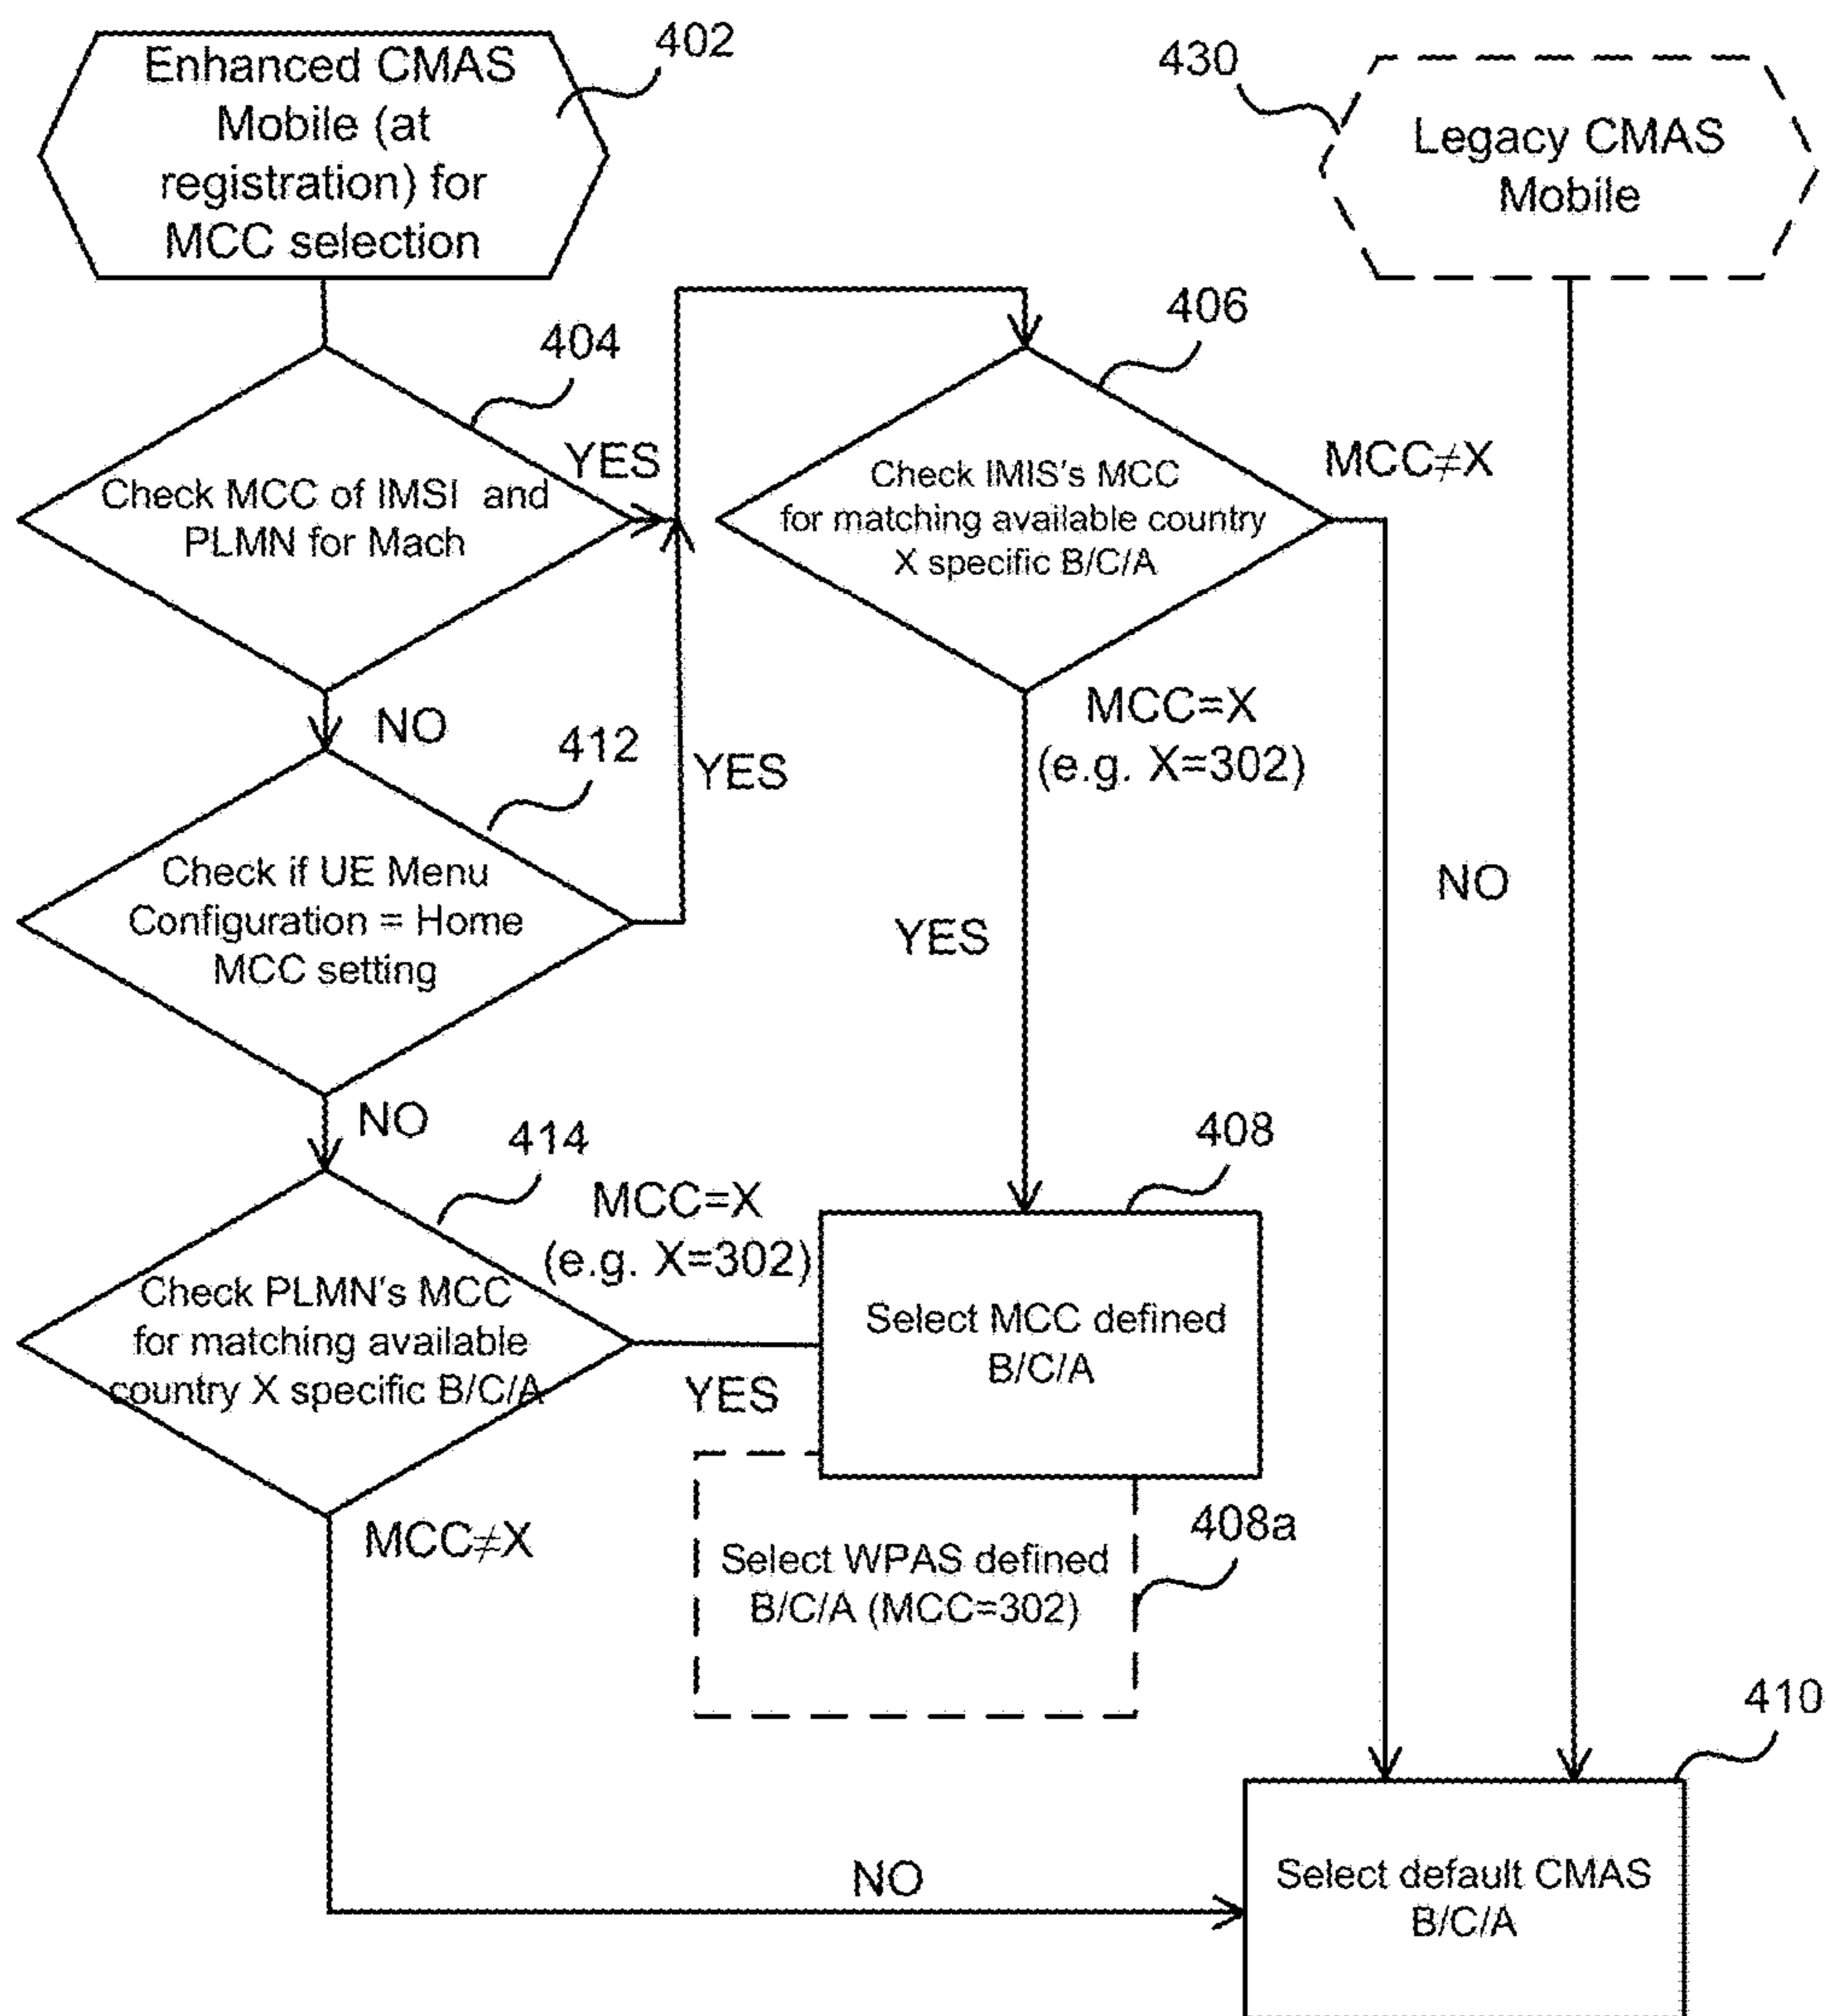 Enhanced CMAS
Mobile (at
registration) for
MCC selection
402
430
Legacy CMAS
Mobile
404
YES
Check MCC of IMSI and
PLMN for Mach
406
Check IMIS's MCC
for matching available country
X specific B/C/A
MCC≠X
NO
412
YES
MCC=X
(e.g. X=302)
Check if UE Menu
Configuration = Home
MCC setting
YES
NO
NO
414
MCC=X
(e.g. X=302)
408
Check PLMN's MCC
for matching available
country X specific B/C/A
YES
Select MCC defined
B/C/A
MCC≠X
408a
Select WPAS defined
B/C/A (MCC=302)
410
NO
Select default CMAS
B/C/A